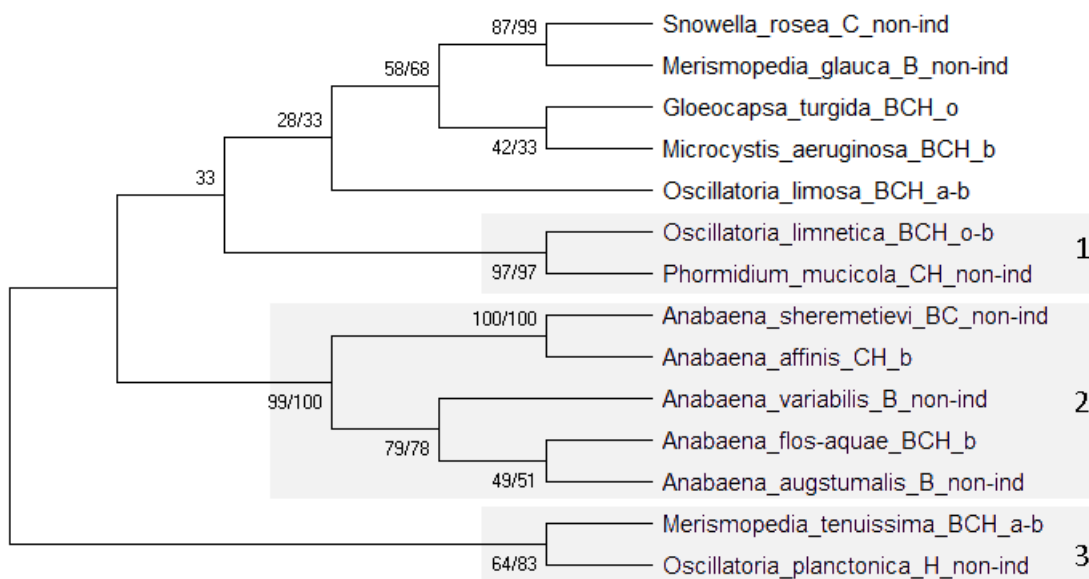 87/99
Snowella_rosea_C_non-ind
58/68
Merismopedia_glauca_B_non-ind
28/33
Gloeocapsa_turgida_BCH_o
42/33
Microcystis_aeruginosa_BCH_b
33
Oscillatoria_limosa_BCH_a-b
Oscillatoria_limnetica_BCH_o-b
1
97/97
Phormidium_mucicola_CH_non-ind
100/100
Anabaena_sheremetievi_BC_non-ind
Anabaena_affinis_CH_b
99/100
Anabaena_variabilis_B_non-ind
2
79/78
Anabaena_flos-aquae_BCH_b
49/51
Anabaena_augstumalis_B_non-ind
Merismopedia_tenuissima_BCH_a-b
3
64/83
Oscillatoria_planctonica_H_non-ind